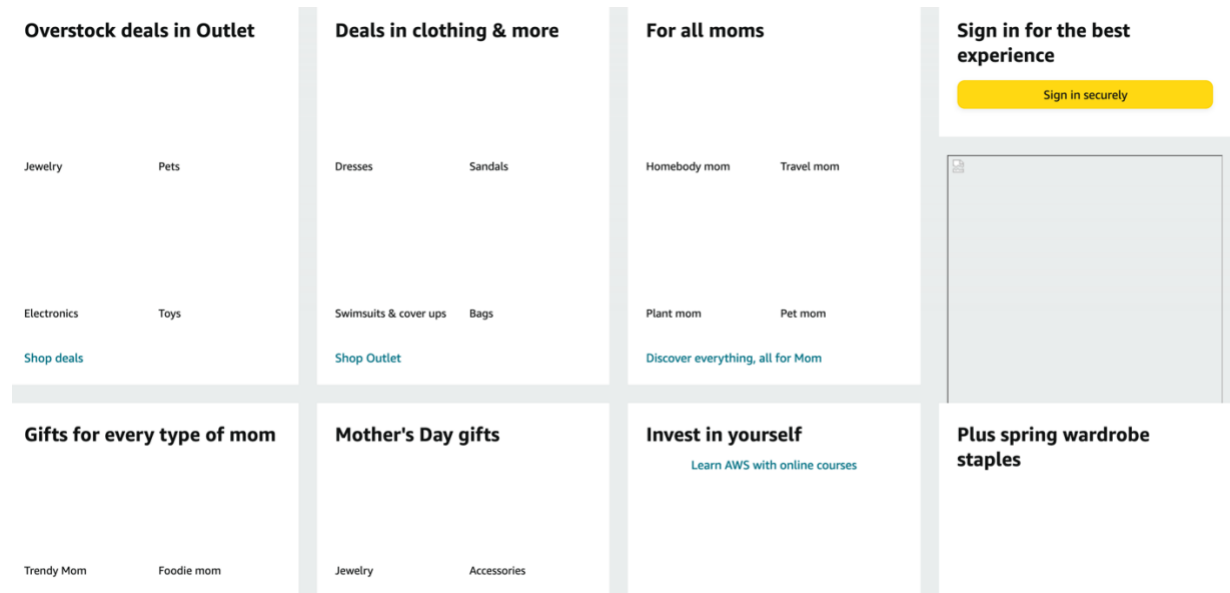 Overstock deals in Outlet
Jewelry
Pets
Electronics
Toys
Shop deals
Deals in clothing & more
Dresses
Sandals
Swimsuits & cover ups
Bags
Shop Outlet
For all moms
Homebody mom
Travel mom
Plant mom
Pet mom
Discover everything, all for Mom
Sign in for the best
experience
Sign in securely
Gifts for every type of mom
Trendy Mom
Foodie mom
Mother's Day gifts
Jewelry
Accessories
Invest in yourself
Learn AWS with online courses
Plus spring wardrobe
staples